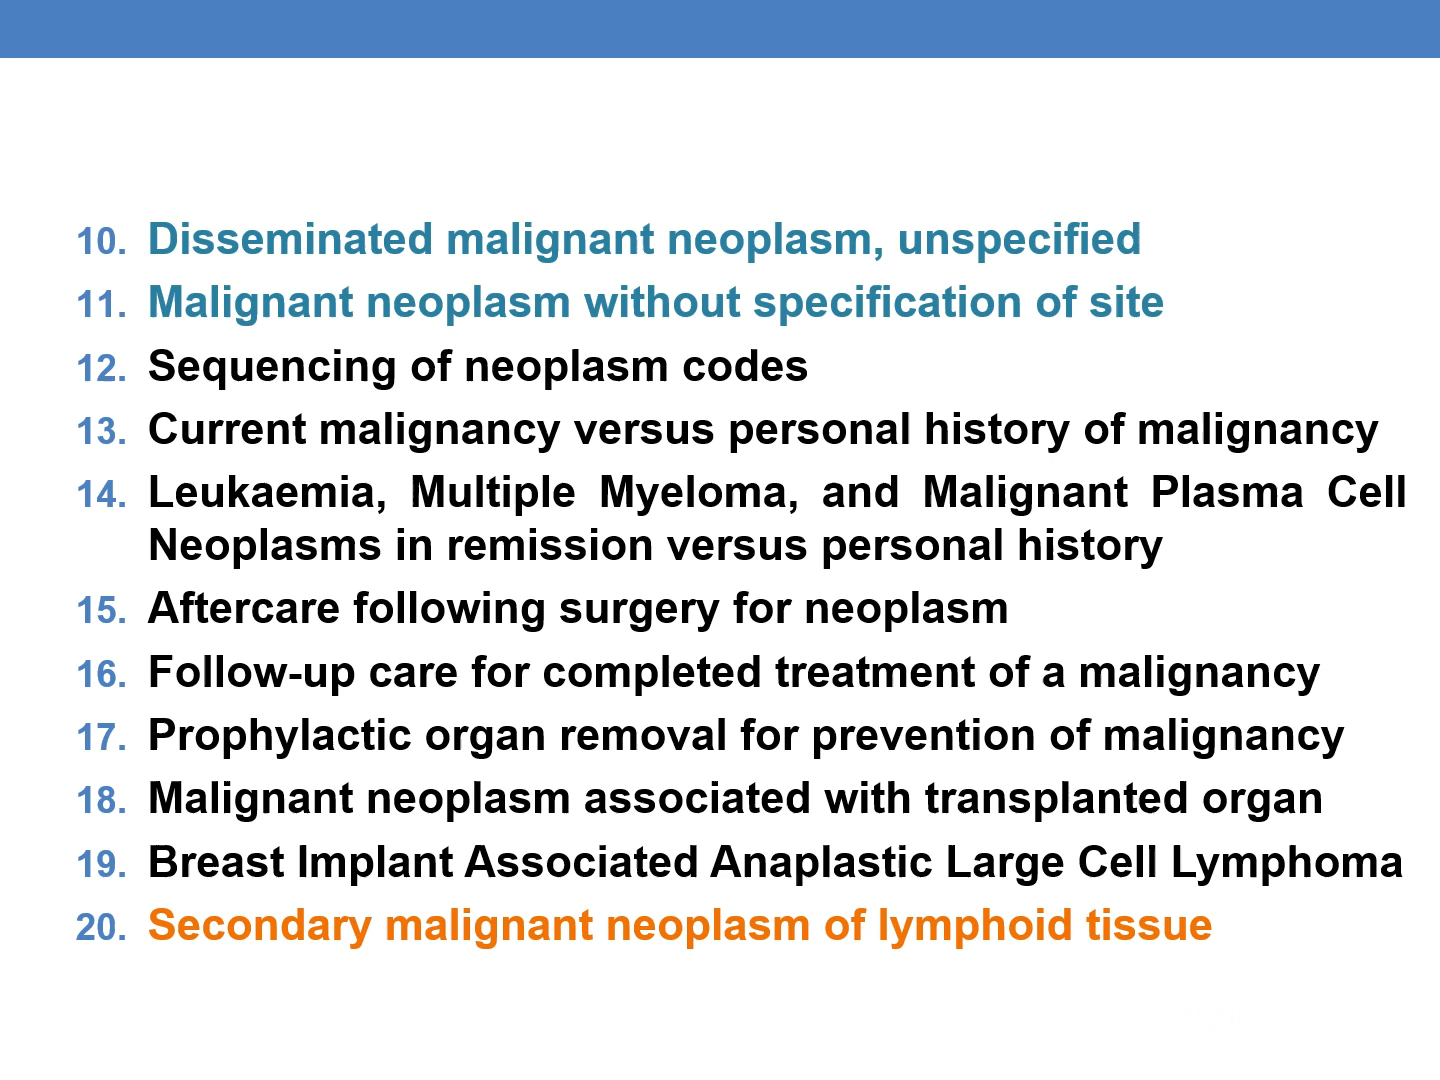 10. Disseminated malignant neoplasm, unspecified
11. Malignant neoplasm without specification of site
12. Sequencing of neoplasm codes
13. Current malignancy versus personal history of malignancy
14. Leukaemia, Multiple Myeloma, and Malignant Plasma Cell
Neoplasms in remission versus personal history
15. Aftercare following surgery for neoplasm
16. Follow-up care for completed treatment of a malignancy
17. Prophylactic organ removal for prevention of malignancy
18. Malignant neoplasm associated with transplanted organ
19. Breast Implant Associated Anaplastic Large Cell Lymphoma
20. Secondary malignant neoplasm of lymphoid tissue